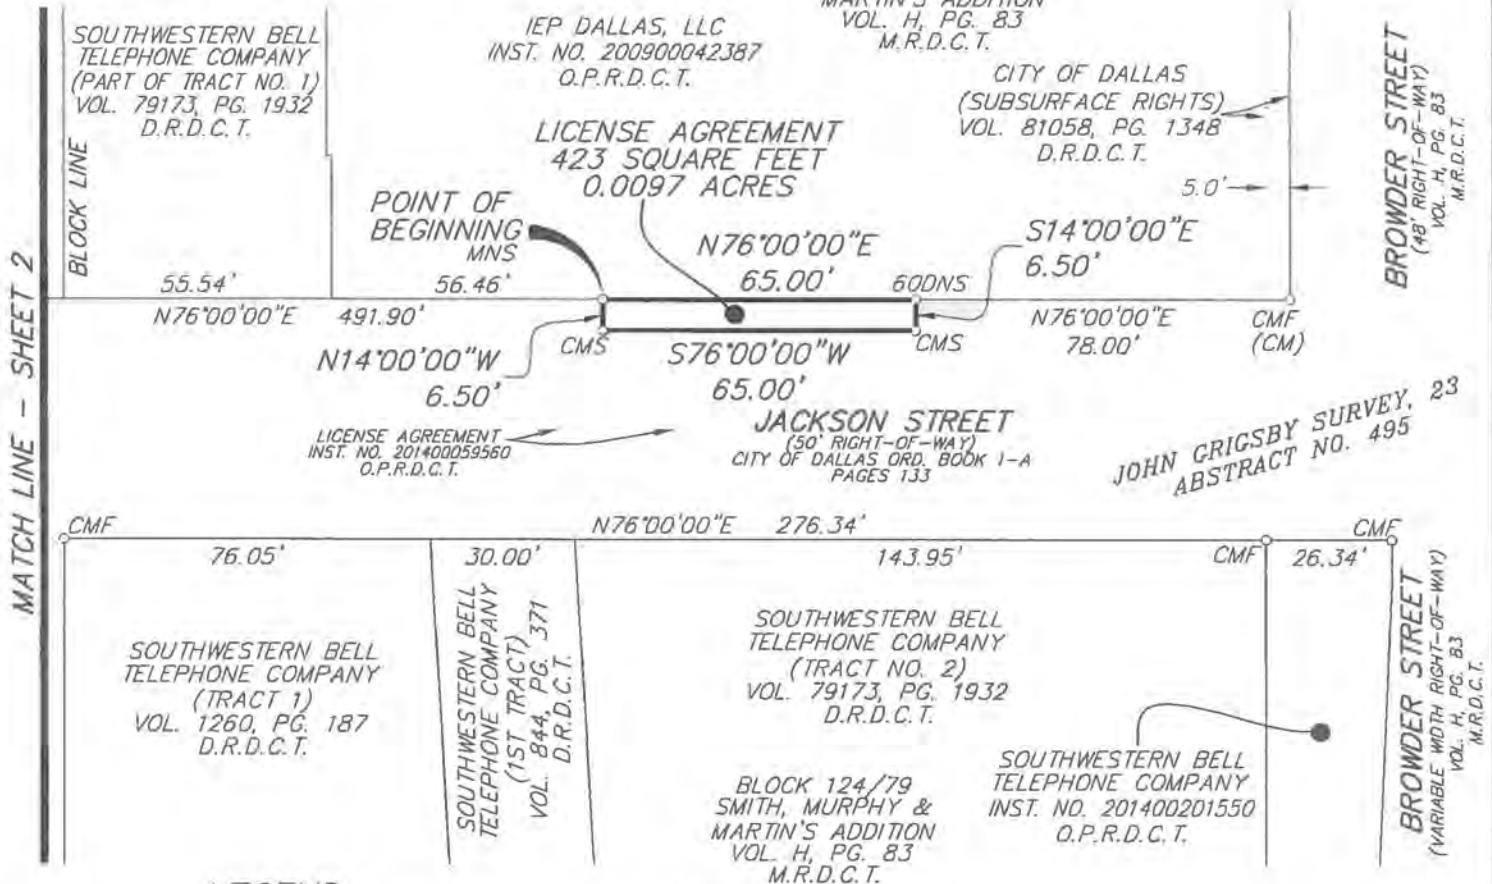 SOUTHWESTERN BELL
TELEPHONE COMPANY
(PART OF TRACT NO. 1)
VOL. 79173, PG. 1932
D.R.D.C.T.
IEP DALLAS, LLC
INST. NO. 200900042387
O.P.R.D.C.T.
MARTIN'S ADDITION
VOL. H, PG. 83
M.R.D.C.T.
CITY OF DALLAS
(SUBSURFACE RIGHTS)
VOL. 81058, PG. 1348
D.R.D.C.T.
BROWDER STREET
(48' RIGHT-OF-WAY)
VOL. H, PG. 83
M.R.D.C.T.
BLOCK LINE
LICENSE AGREEMENT
423 SQUARE FEET
0.0097 ACRES
5.0'
POINT OF
BEGINNING
MNS
N76°00'00"E
65.00'
S14°00'00"E
6.50'
55.54'
56.46'
60DNS
N76°00'00"E 491.90'
N76°00'00"E
78.00'
CMF
(CM)
N14°00'00"W
6.50'
CMS
S76°00'00"W
65.00'
CMS
MATCH LINE - SHEET 2
LICENSE AGREEMENT
INST. NO. 201400059560
O.P.R.D.C.T.
JACKSON STREET
(50' RIGHT-OF-WAY)
CITY OF DALLAS ORD. BOOK 1-A
PAGES 133
JOHN GRIGSBY SURVEY, 23
ABSTRACT NO. 495
CMF
N76°00'00"E 276.34'
CMF
76.05'
30.00'
143.95'
CMF
26.34'
SOUTHWESTERN BELL
TELEPHONE COMPANY
(TRACT 1)
VOL. 1260, PG. 187
D.R.D.C.T.
SOUTHWESTERN BELL
TELEPHONE COMPANY
(1ST TRACT)
VOL. 844, PG. 371
D.R.D.C.T.
SOUTHWESTERN BELL
TELEPHONE COMPANY
(TRACT NO. 2)
VOL. 79173, PG. 1932
D.R.D.C.T.
BLOCK 124/79
SMITH, MURPHY &
MARTIN'S ADDITION
VOL. H, PG. 83
M.R.D.C.T.
SOUTHWESTERN BELL
TELEPHONE COMPANY
INST. NO. 201400201550
O.P.R.D.C.T.
BROWDER STREET
(VARIABLE WIDTH RIGHT-OF-WAY)
VOL. H, PG. 83
M.R.D.C.T.
LEGEND